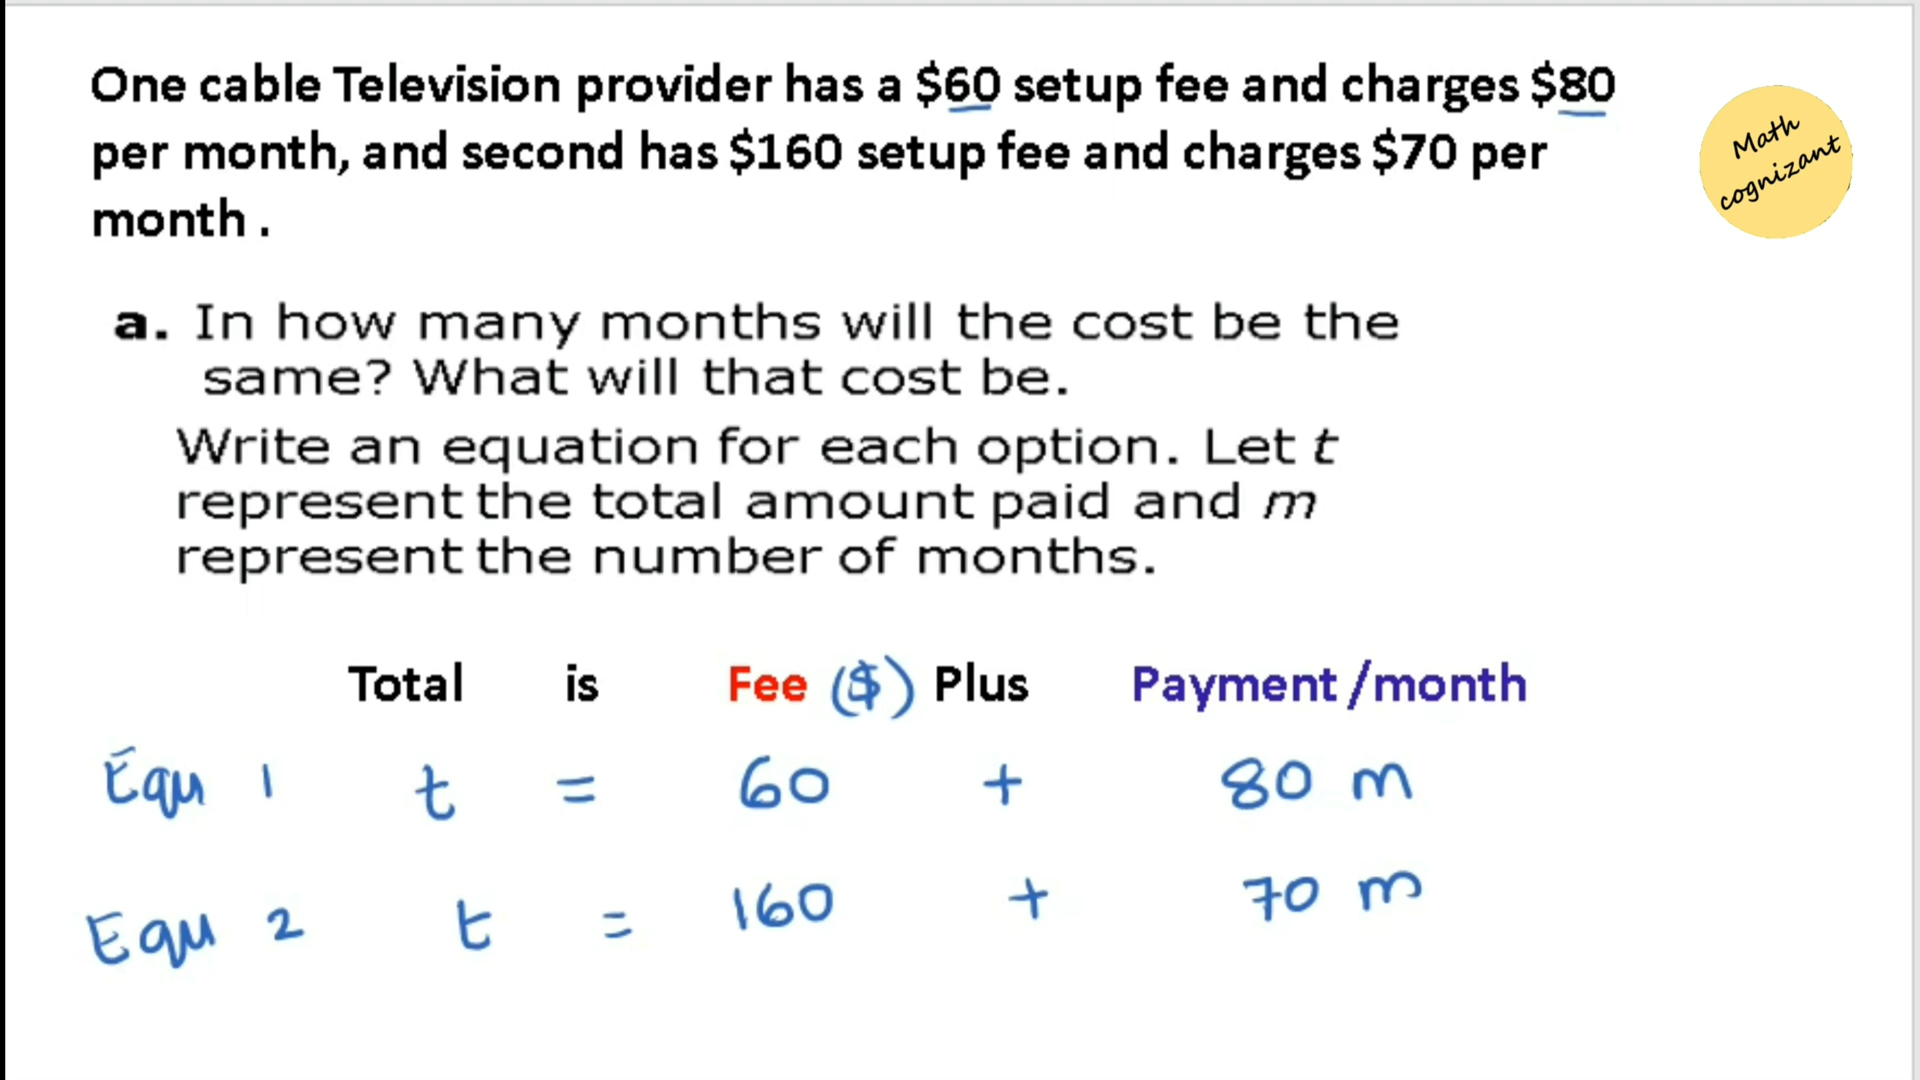 One cable Television provider has a $60 setup fee and charges $80
per month, and second has $160 setup fee and charges $70 per
month .
Math
cognizant
a. In how many months will the cost be the
same? What will that cost be.
Write an equation for each option. Let t
represent the total amount paid and m
represent the number of months.
Total is Fee ($) Plus Payment /month
Equ 1 t = 60 + 80 m
Equ 2 t = 160 + 70 m